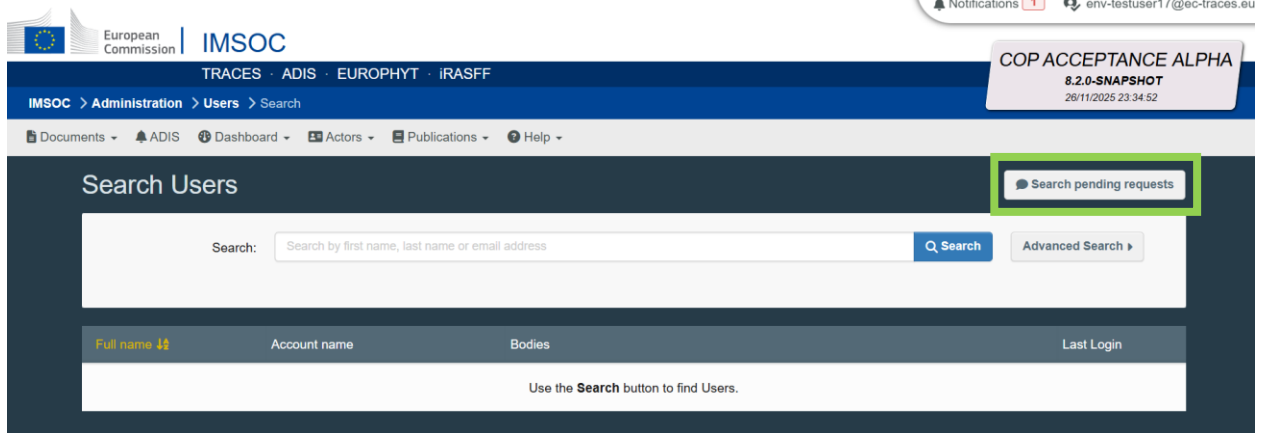 Notifications 1 env-testuser17@ec-traces.eu
European
Commission
IMSOC
COP ACCEPTANCE ALPHA
8.2.0-SNAPSHOT
26/11/2025 23:34:52
TRACES · ADIS · EUROPHYT · iRASFF
IMSOC > Administration > Users > Search
Documents ADIS Dashboard Actors Publications Help
Search Users
Search pending requests
Search: Search by first name, last name or email address Search Advanced Search
Full name Account name Bodies Last Login
Use the Search button to find Users.